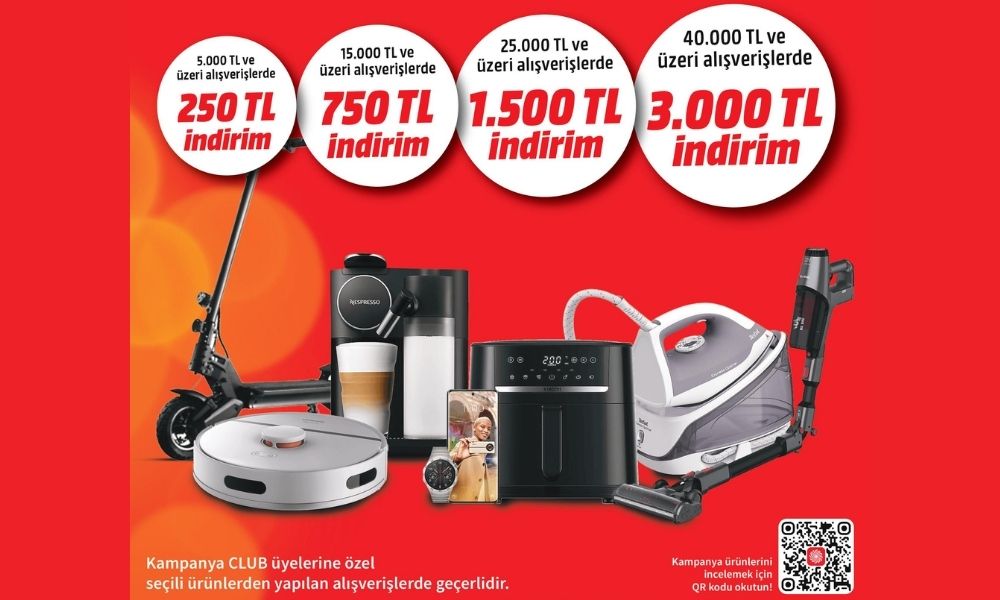 5.000 TL ve
üzeri alışverişlerde
250 TL
indirim
15.000 TL ve
üzeri alışverişlerde
750 TL
indirim
25.000 TL ve
üzeri alışverişlerde
1.500 TL
indirim
40.000 TL ve
üzeri alışverişlerde
3.000 TL
indirim
NESPRESSO
200
Tefal
Kampanya CLUB üyelerine özel
seçili ürünlerden yapılan alışverişlerde geçerlidir.
Kampanya ürünlerini
incelemek için
QR kodu okutun!